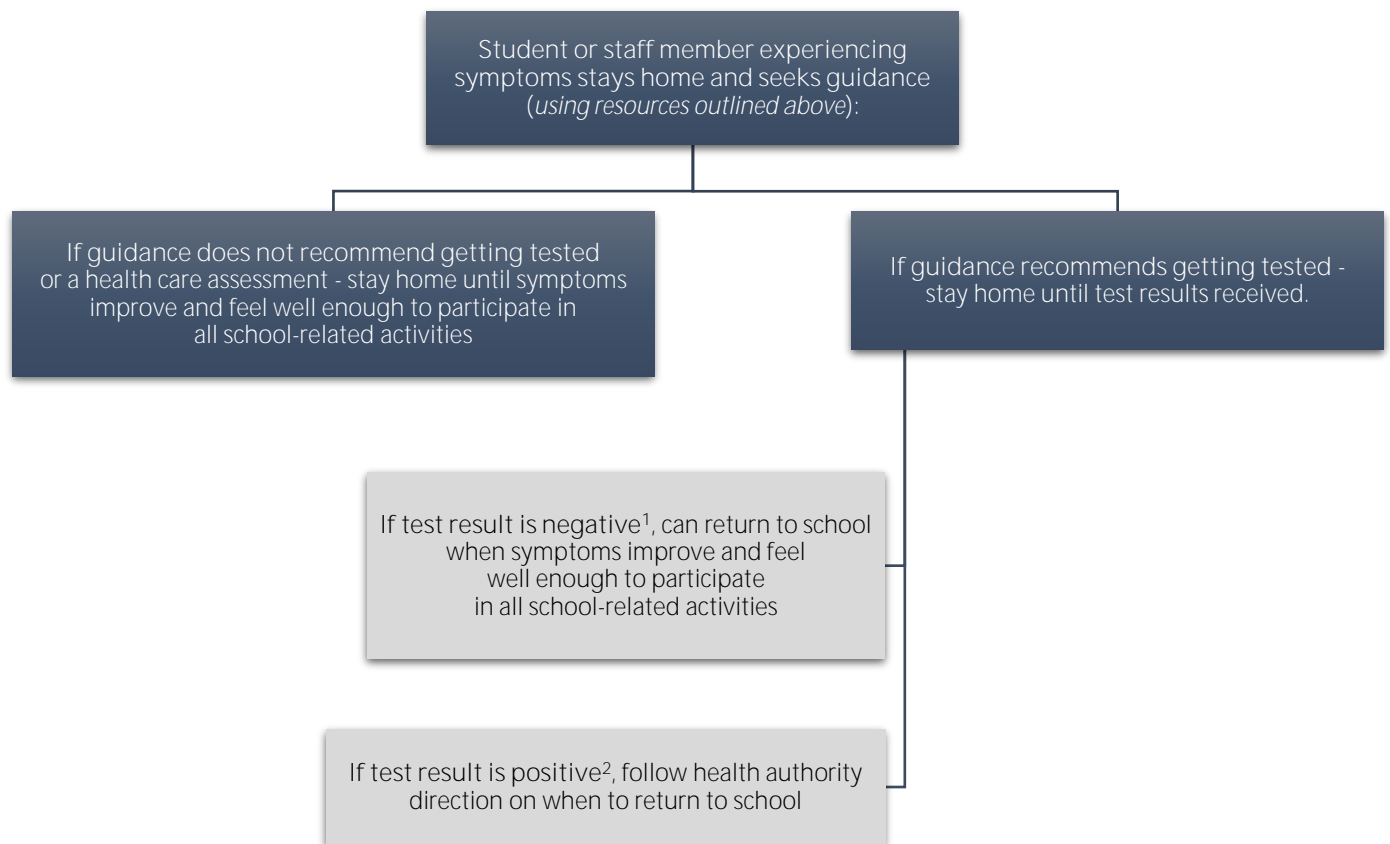 Student or staff member experiencing
symptoms stays home and seeks guidance
(using resources outlined above):
If guidance does not recommend getting tested
or a health care assessment - stay home until symptoms
improve and feel well enough to participate in
all school-related activities
If guidance recommends getting tested -
stay home until test results received.
If test result is negative¹, can return to school
when symptoms improve and feel
well enough to participate
in all school-related activities
If test result is positive², follow health authority
direction on when to return to school